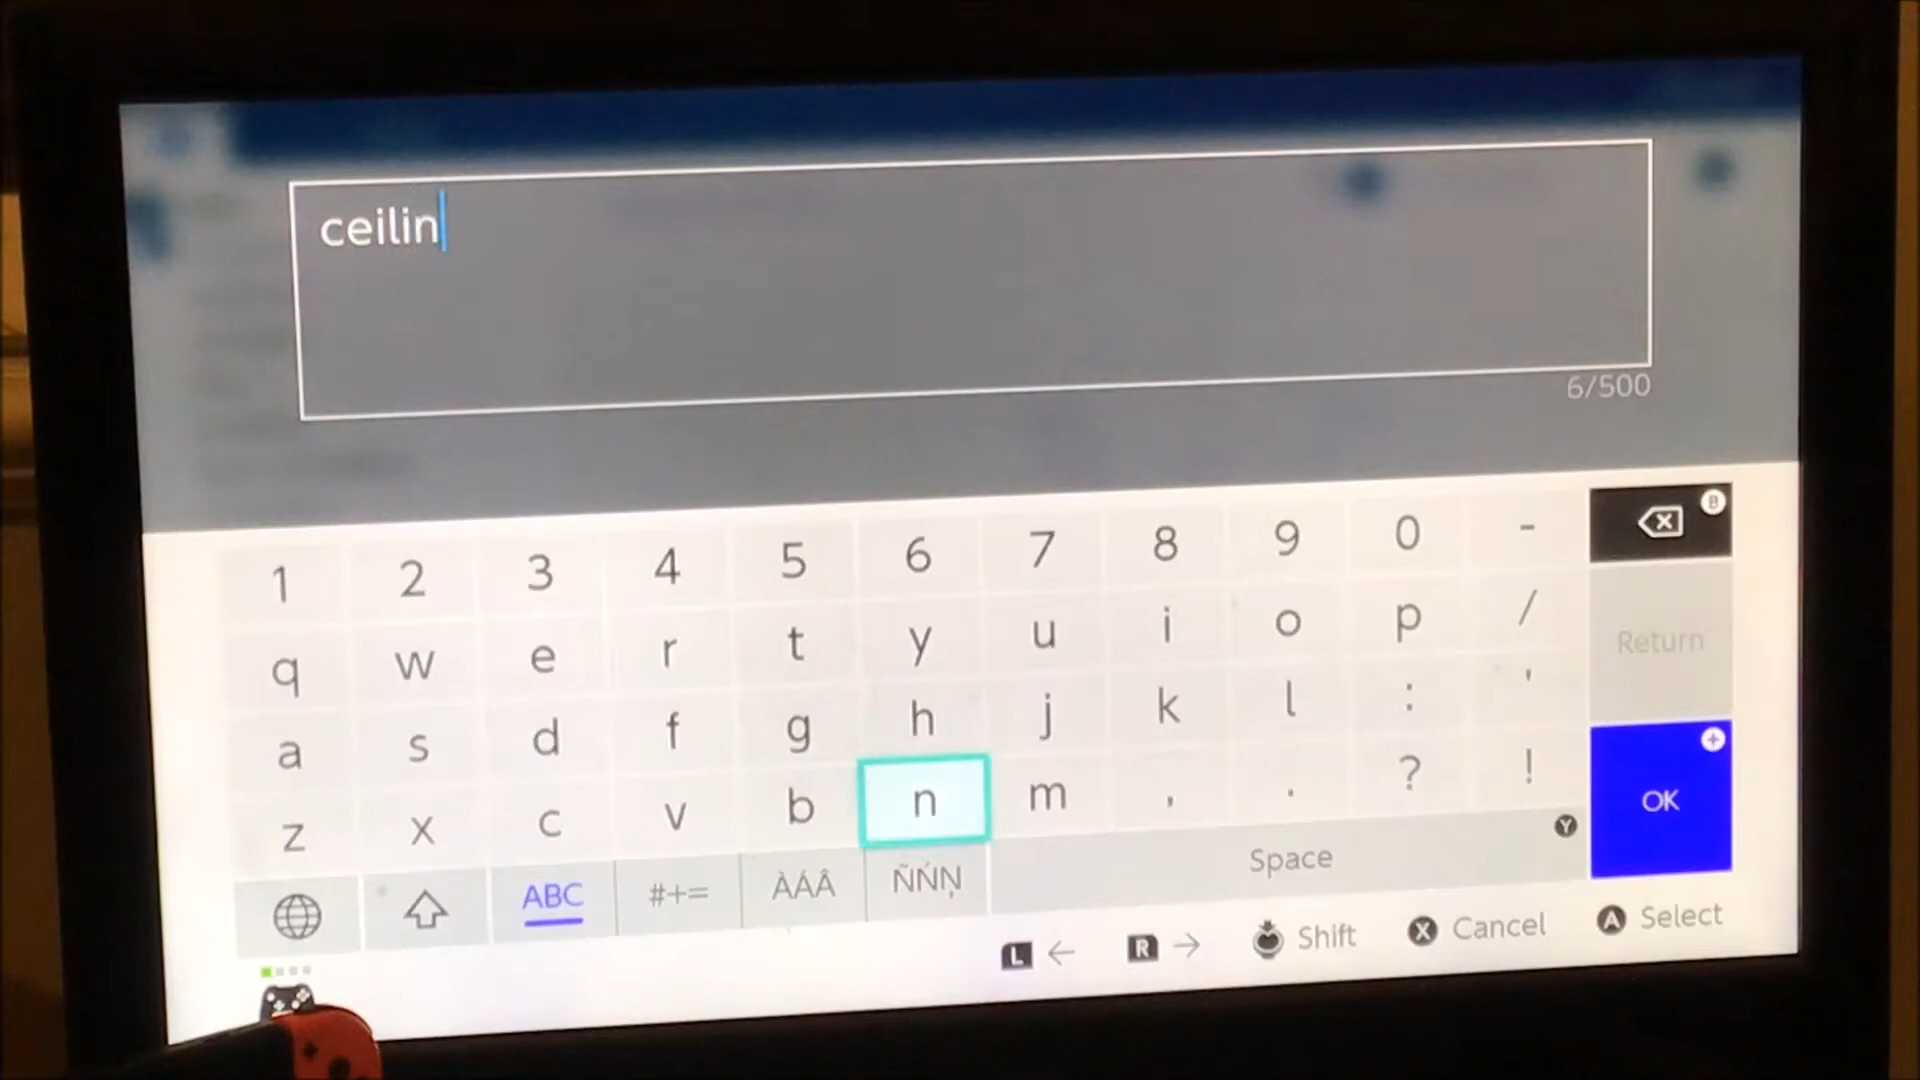 ceilin
6/500
1 2 3 4 5 6 7 8 9 0 - B
q w e r t y u i o p / Return
a s d f g h j k l : '
z x c v b n m , . ? ! + OK
ABC #+= ÀÁÂ ÑŃŅ Space Y
L ← R → Shift X Cancel A Select